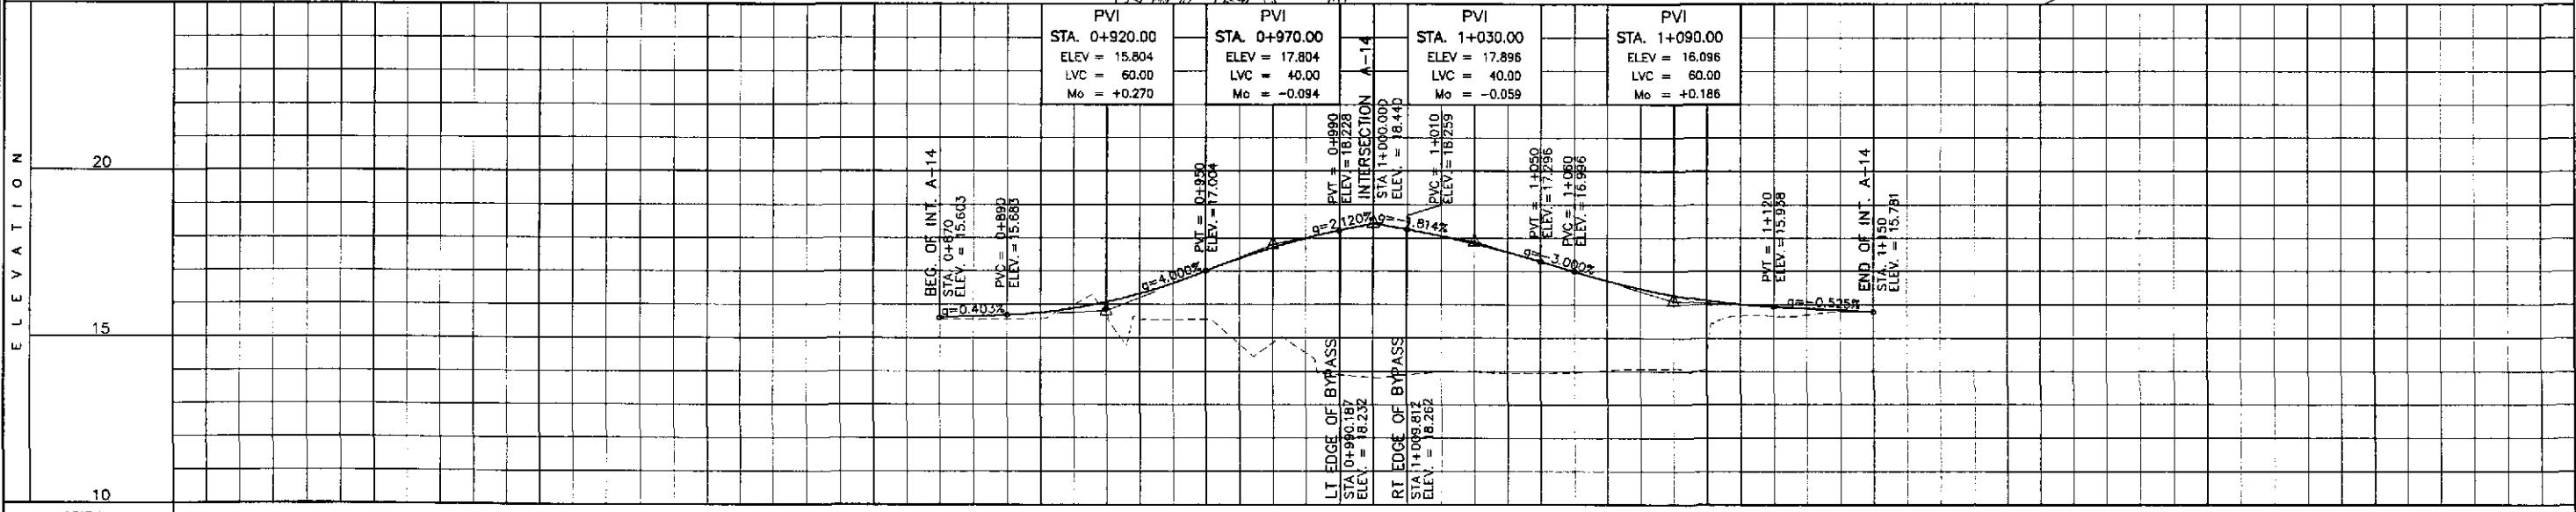 PVI
STA. 0+920.00
ELEV = 15.804
LVC = 60.00
Mo = +0.270
PVI
STA. 0+970.00
ELEV = 17.804
LVC = 40.00
Mo = -0.094
PVI
STA. 1+030.00
ELEV = 17.896
LVC = 40.00
Mo = -0.059
PVI
STA. 1+090.00
ELEV = 16.096
LVC = 60.00
Mo = +0.186
ELEVATION
20
15
10
BEG. OF INT. A-14
STA. 0+870
ELEV. = 15.603
PVC = 0+890
ELEV. = 15.683
PVT = 0+950
ELEV. = 17.004
PVT = 0+990
ELEV. = 18.228
INTERSECTION A-14
STA 1+000.000
ELEV. = 18.440
PVC = 1+010
ELEV. = 18.259
PVT = 1+050
ELEV. = 17.296
PVC = 1+060
ELEV. = 16.996
PVT = 1+120
ELEV. = 15.938
END OF INT. A-14
STA. 1+150
ELEV. = 15.781
g=0.403%
g=4.000%
g=2.120%
g=-1.814%
g=-3.000%
g=-0.525%
LT EDGE OF BYPASS
STA 0+990.187
ELEV. = 18.232
RT EDGE OF BYPASS
STA 1+009.812
ELEV. = 18.262